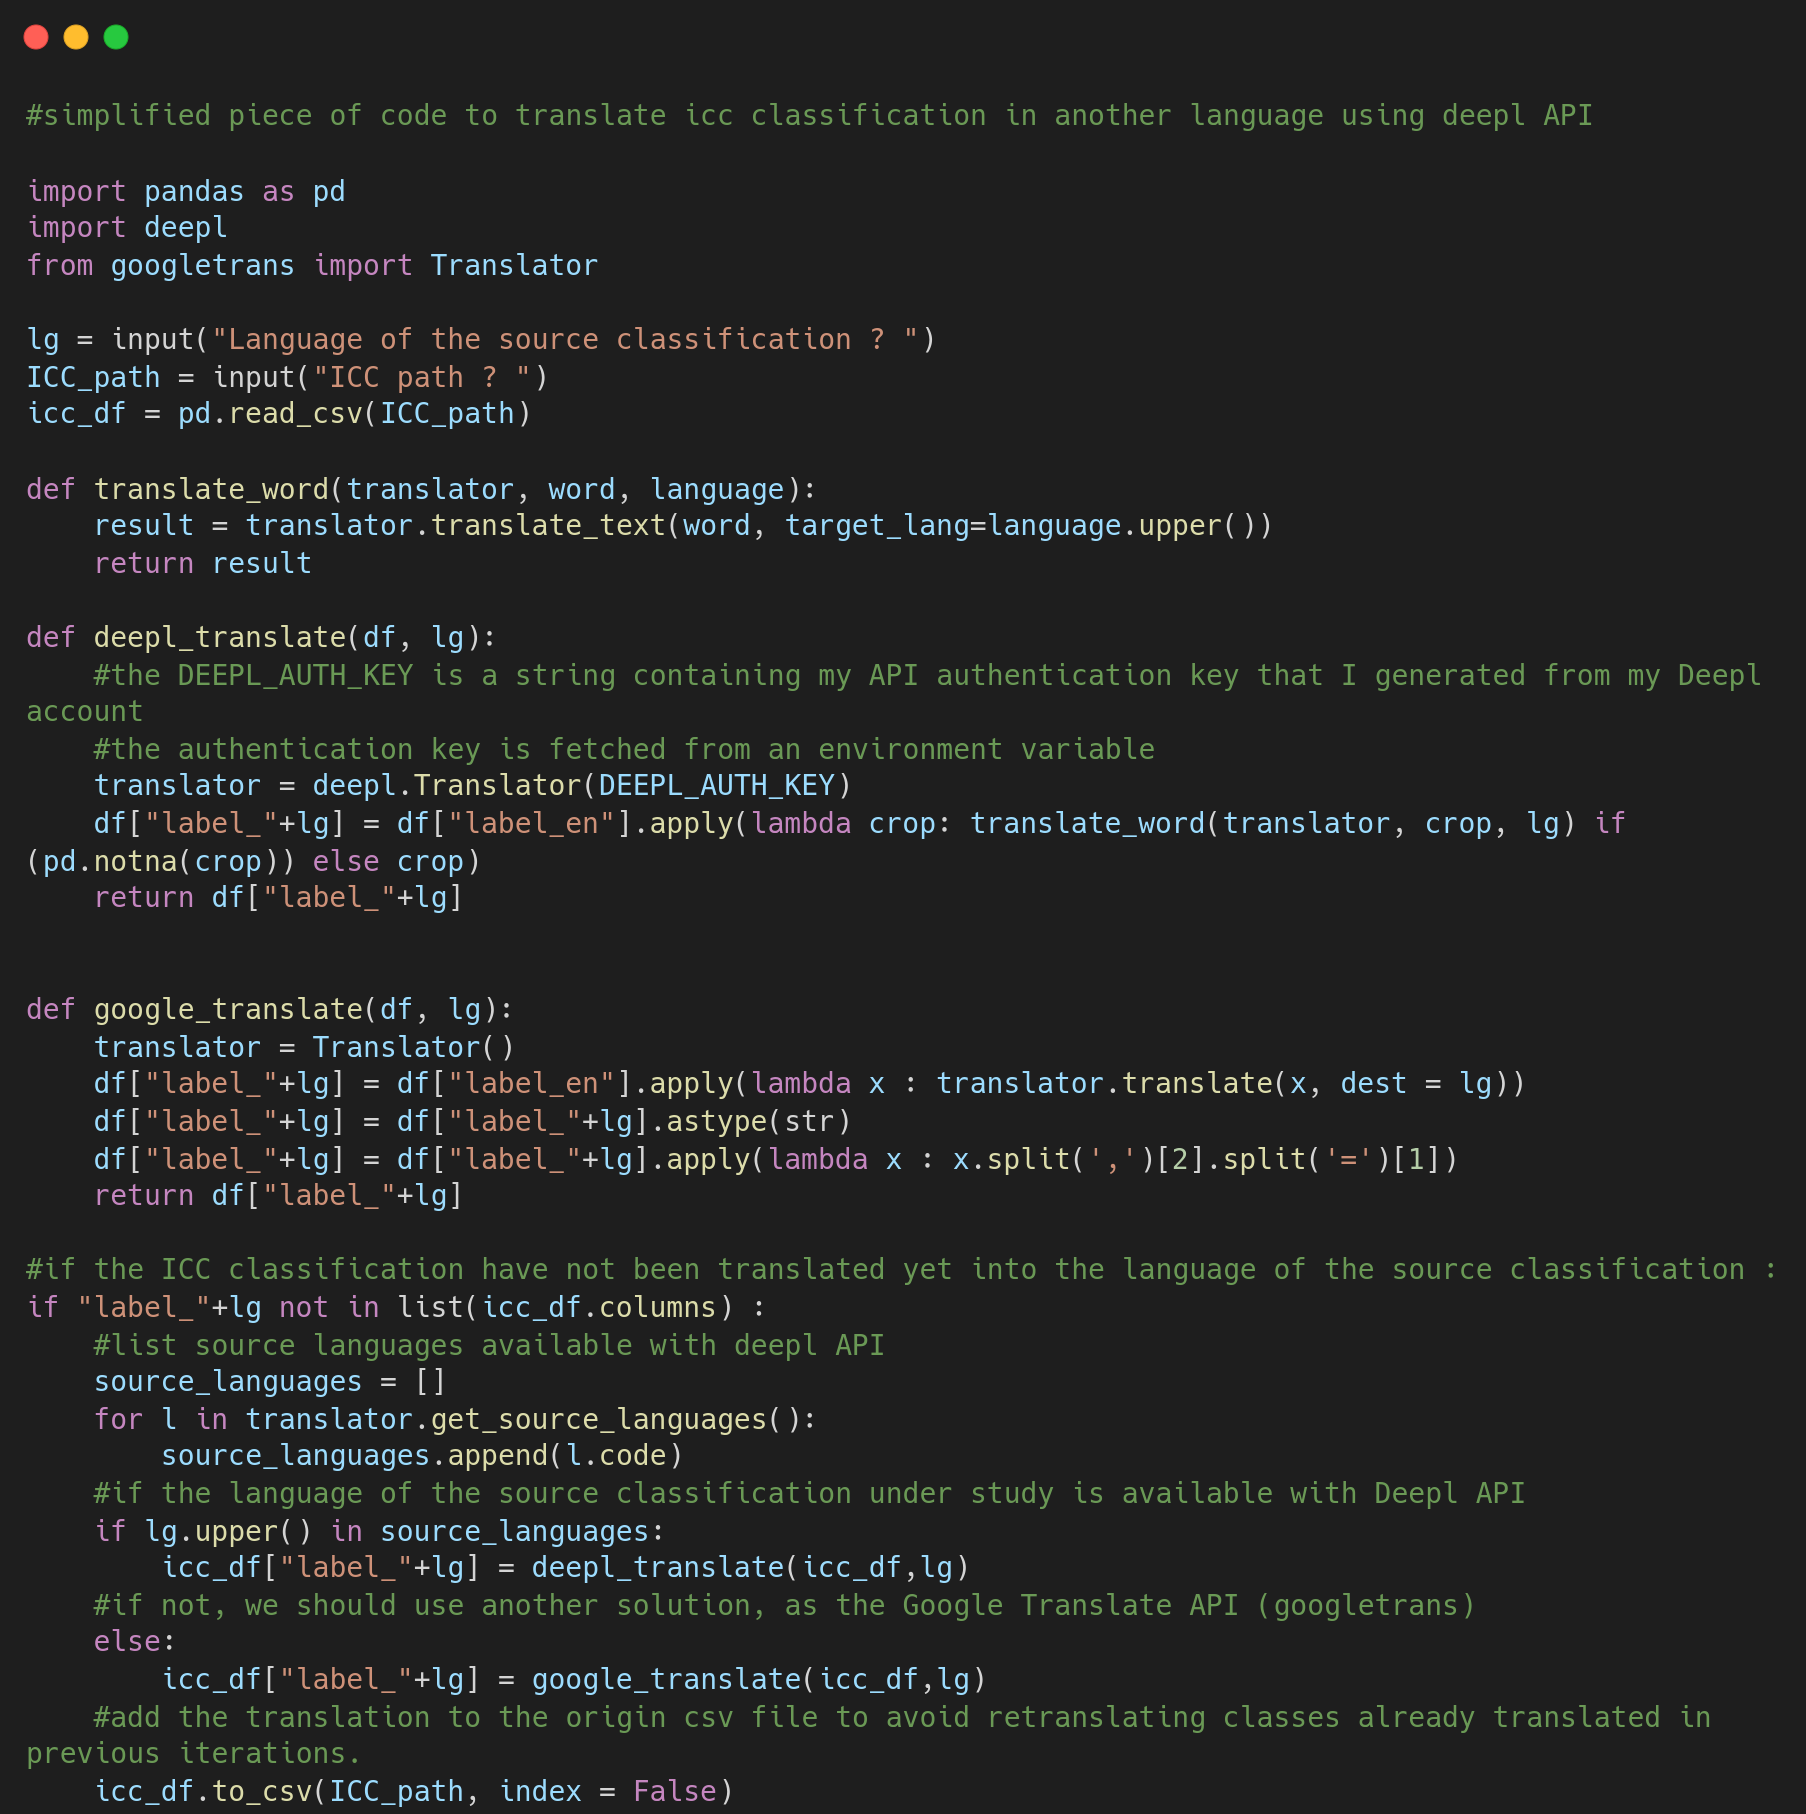 #simplified piece of code to translate icc classification in another language using deepl API

import pandas as pd
import deepl
from googletrans import Translator

lg = input("Language of the source classification ? ")
ICC_path = input("ICC path ? ")
icc_df = pd.read_csv(ICC_path)

def translate_word(translator, word, language):
    result = translator.translate_text(word, target_lang=language.upper())
    return result

def deepl_translate(df, lg):
    #the DEEPL_AUTH_KEY is a string containing my API authentication key that I generated from my Deepl
account
    #the authentication key is fetched from an environment variable
    translator = deepl.Translator(DEEPL_AUTH_KEY)
    df["label_"+lg] = df["label_en"].apply(lambda crop: translate_word(translator, crop, lg) if
(pd.notna(crop)) else crop)
    return df["label_"+lg]


def google_translate(df, lg):
    translator = Translator()
    df["label_"+lg] = df["label_en"].apply(lambda x : translator.translate(x, dest = lg))
    df["label_"+lg] = df["label_"+lg].astype(str)
    df["label_"+lg] = df["label_"+lg].apply(lambda x : x.split(',')[2].split('=')[1])
    return df["label_"+lg]

#if the ICC classification have not been translated yet into the language of the source classification :
if "label_"+lg not in list(icc_df.columns) :
    #list source languages available with deepl API
    source_languages = []
    for l in translator.get_source_languages():
        source_languages.append(l.code)
    #if the language of the source classification under study is available with Deepl API
    if lg.upper() in source_languages:
        icc_df["label_"+lg] = deepl_translate(icc_df,lg)
    #if not, we should use another solution, as the Google Translate API (googletrans)
    else:
        icc_df["label_"+lg] = google_translate(icc_df,lg)
    #add the translation to the origin csv file to avoid retranslating classes already translated in
previous iterations.
    icc_df.to_csv(ICC_path, index = False)